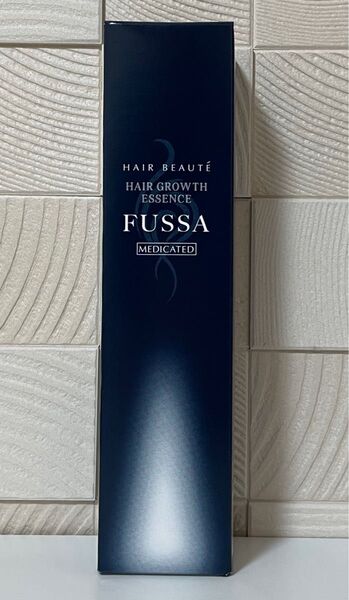 HAIR BEAUTÉ
HAIR GROWTH
ESSENCE
FUSSA
MEDICATED